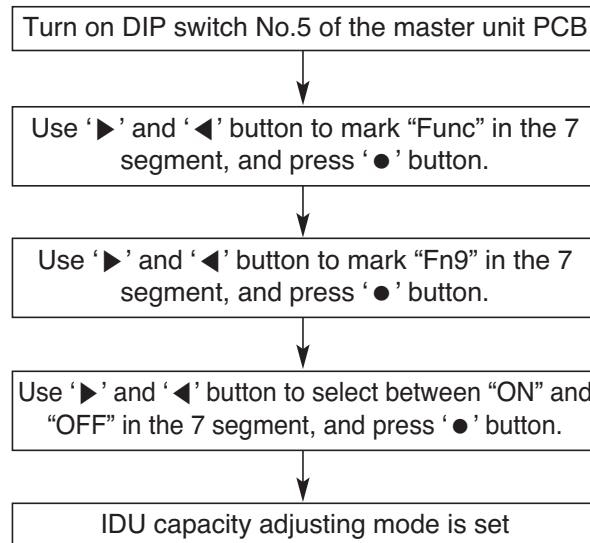 Turn on DIP switch No.5 of the master unit PCB
Use ‘▶’ and ‘◀’ button to mark “Func” in the 7
segment, and press ‘●’ button.
Use ‘▶’ and ‘◀’ button to mark “Fn9” in the 7
segment, and press ‘●’ button.
Use ‘▶’ and ‘◀’ button to select between “ON” and
“OFF” in the 7 segment, and press ‘●’ button.
IDU capacity adjusting mode is set